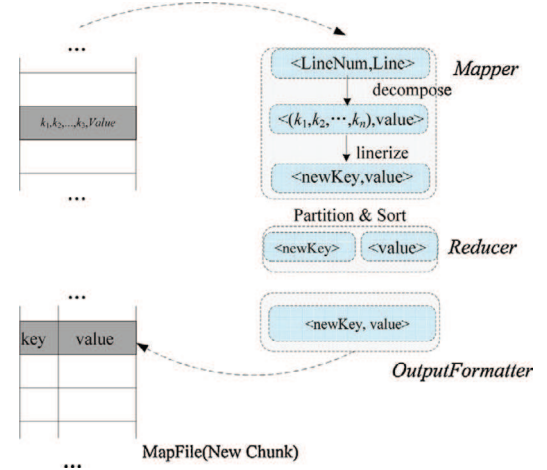 ...
...
<LineNum,Line>
Mapper
decompose
k₁,k₂,...,k₃,Value
<(k₁,k₂,⋯,kₙ),value>
linerize
<newKey,value>
...
Partition & Sort
<newKey>
<value>
Reducer
...
<newKey, value>
key
value
OutputFormatter
MapFile(New Chunk)
...